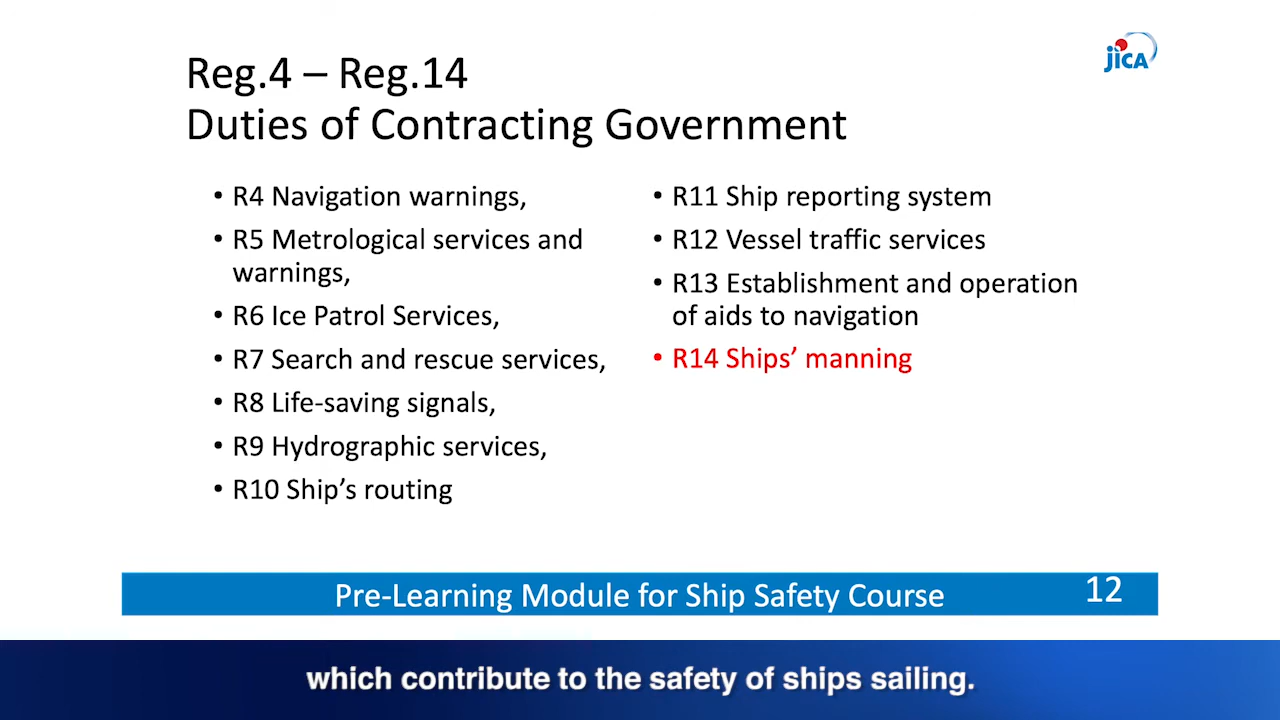 JICA
Reg.4 – Reg.14
Duties of Contracting Government
• R4 Navigation warnings,
• R5 Metrological services and
warnings,
• R6 Ice Patrol Services,
• R7 Search and rescue services,
• R8 Life-saving signals,
• R9 Hydrographic services,
• R10 Ship’s routing
• R11 Ship reporting system
• R12 Vessel traffic services
• R13 Establishment and operation
of aids to navigation
• R14 Ships’ manning
Pre-Learning Module for Ship Safety Course
12
which contribute to the safety of ships sailing.